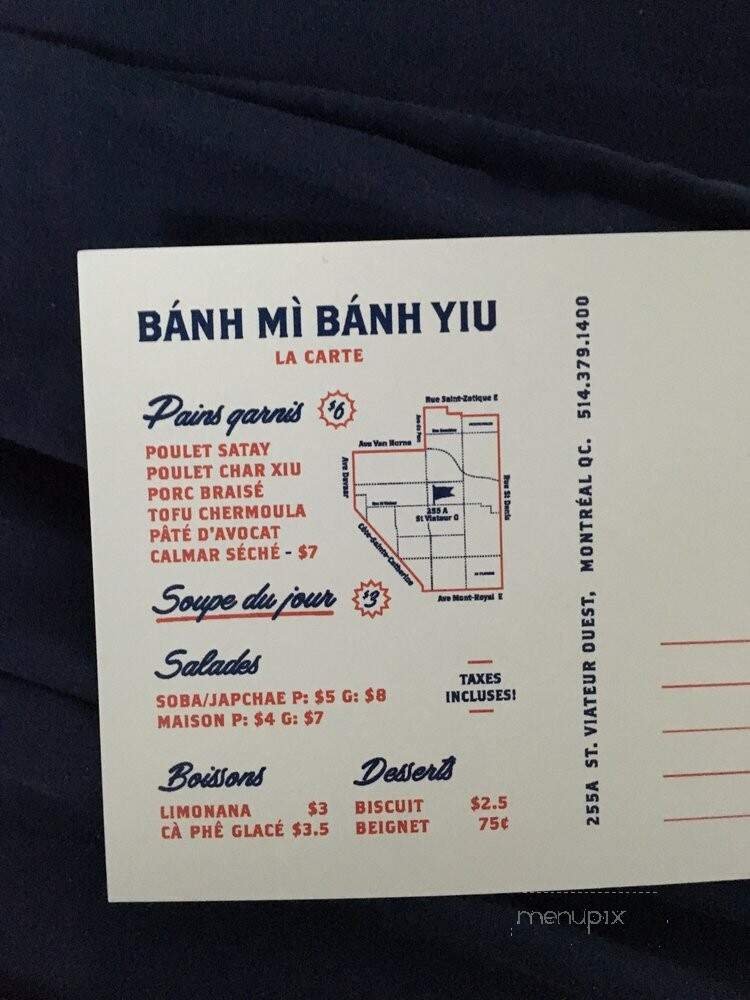 BÁNH MÌ BÁNH YIU
LA CARTE
Pains garnis $6
POULET SATAY
POULET CHAR XIU
PORC BRAISÉ
TOFU CHERMOULA
PÂTÉ D'AVOCAT
CALMAR SÉCHÉ - $7
Rue Saint-Zotique E
Ave Van Horne
Ave Davaar
Rue St Denis
255 A
St Viateur O
Côte-Sainte-Catherine
Ave Mont-Royal E
Soupe du jour $3
Salades
SOBA/JAPCHAE P: $5 G: $8
MAISON P: $4 G: $7
TAXES
INCLUSES!
Boissons
LIMONANA $3
CÀ PHÊ GLACÉ $3.5
Desserts
BISCUIT $2.5
BEIGNET 75¢
255A ST. VIATEUR OUEST, MONTRÉAL QC. 514.379.1400
menupix